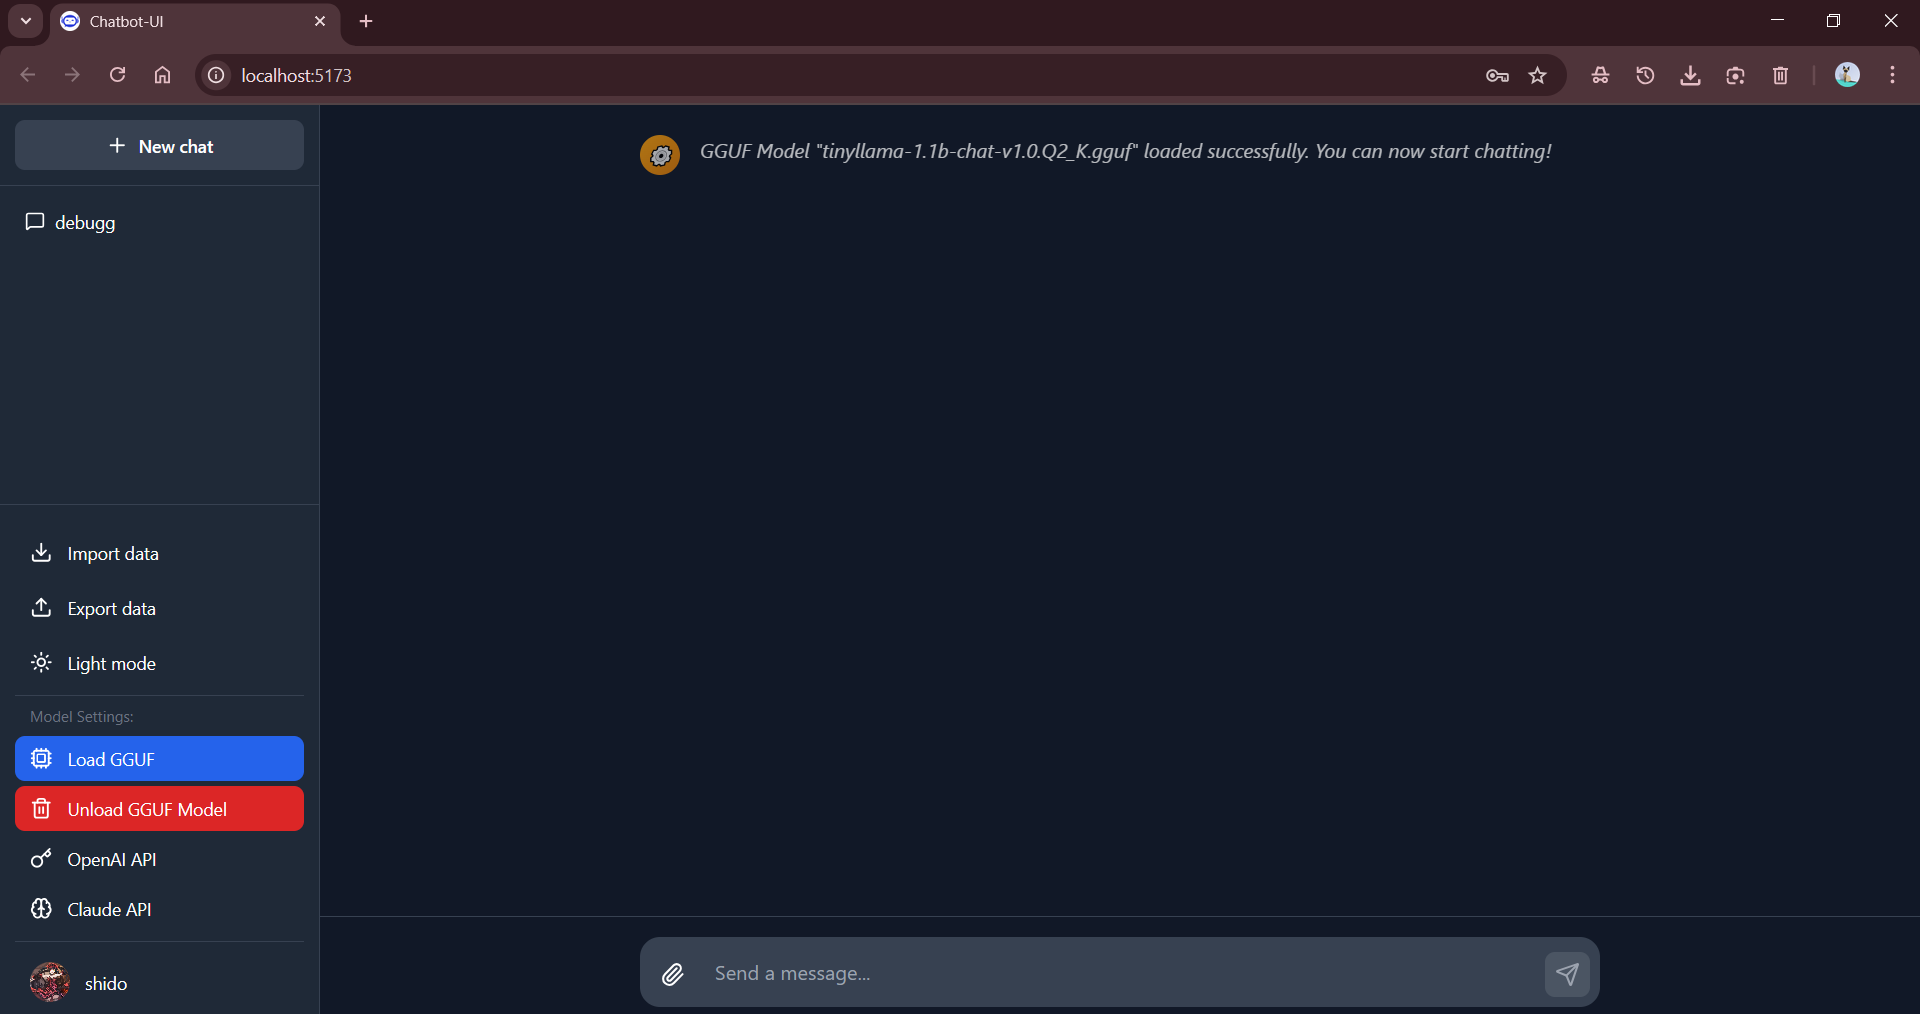 Chatbot-UI
localhost:5173
New chat
debugg
Import data
Export data
Light mode
Model Settings:
Load GGUF
Unload GGUF Model
OpenAI API
Claude API
shido
GGUF Model "tinyllama-1.1b-chat-v1.0.Q2_K.gguf" loaded successfully. You can now start chatting!
Send a message...